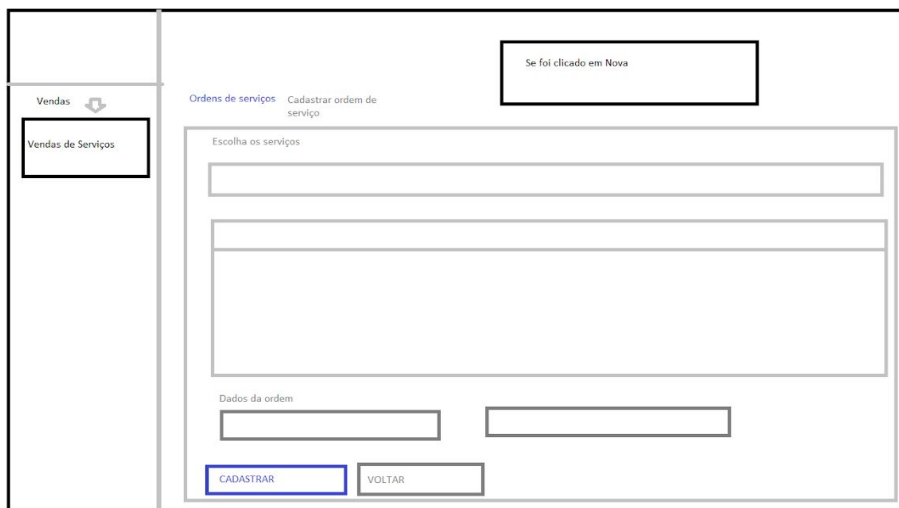 Se foi clicado em Nova
Vendas
Vendas de Serviços
Ordens de serviços
Cadastrar ordem de
serviço
Escolha os serviços
Dados da ordem
CADASTRAR
VOLTAR